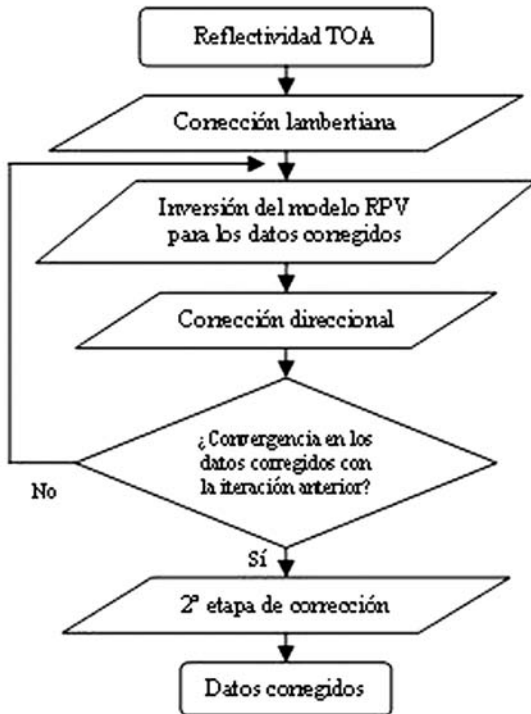 Reflectividad TOA
Corrección lambertiana
Inversión del modelo RPV
para los datos corregidos
Corrección direccional
¿Convergencia en los
datos corregidos con
la iteración anterior?
No
Sí
2ª etapa de corrección
Datos corregidos